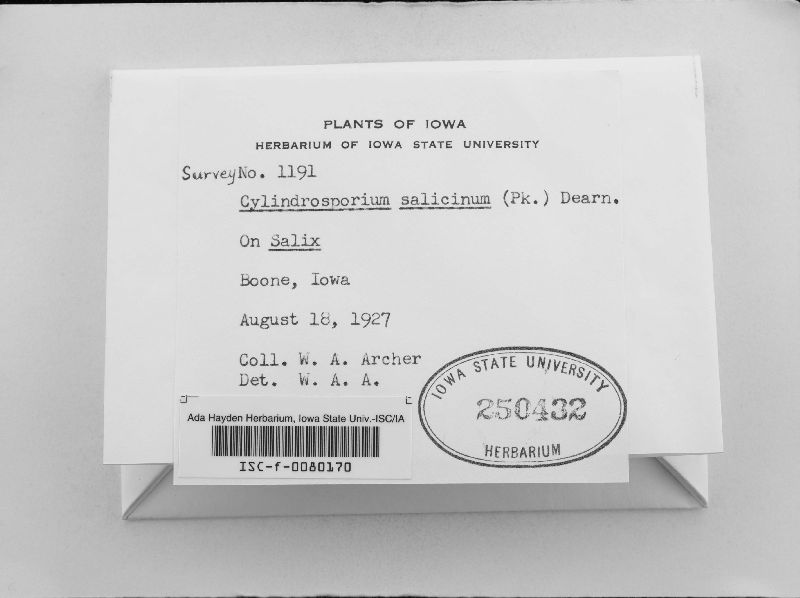 PLANTS OF IOWA
HERBARIUM OF IOWA STATE UNIVERSITY
Survey No. 1191
Cylindrosporium salicinum (Pk.) Dearn.
On Salix
Boone, Iowa
August 18, 1927
Coll. W. A. Archer
Det. W. A. A.
Ada Hayden Herbarium, Iowa State Univ.-ISC/IA
ISC-f-0080170
IOWA STATE UNIVERSITY
250432
HERBARIUM